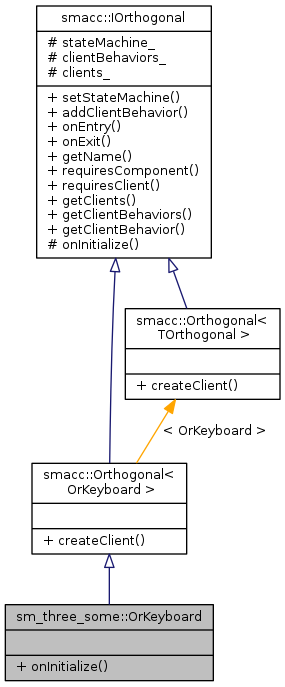 smacc::IOrthogonal
# stateMachine_
# clientBehaviors_
# clients_
+ setStateMachine()
+ addClientBehavior()
+ onEntry()
+ onExit()
+ getName()
+ requiresComponent()
+ requiresClient()
+ getClients()
+ getClientBehaviors()
+ getClientBehavior()
# onInitialize()
smacc::Orthogonal<
TOrthogonal >
+ createClient()
< OrKeyboard >
smacc::Orthogonal<
OrKeyboard >
+ createClient()
sm_three_some::OrKeyboard
+ onInitialize()